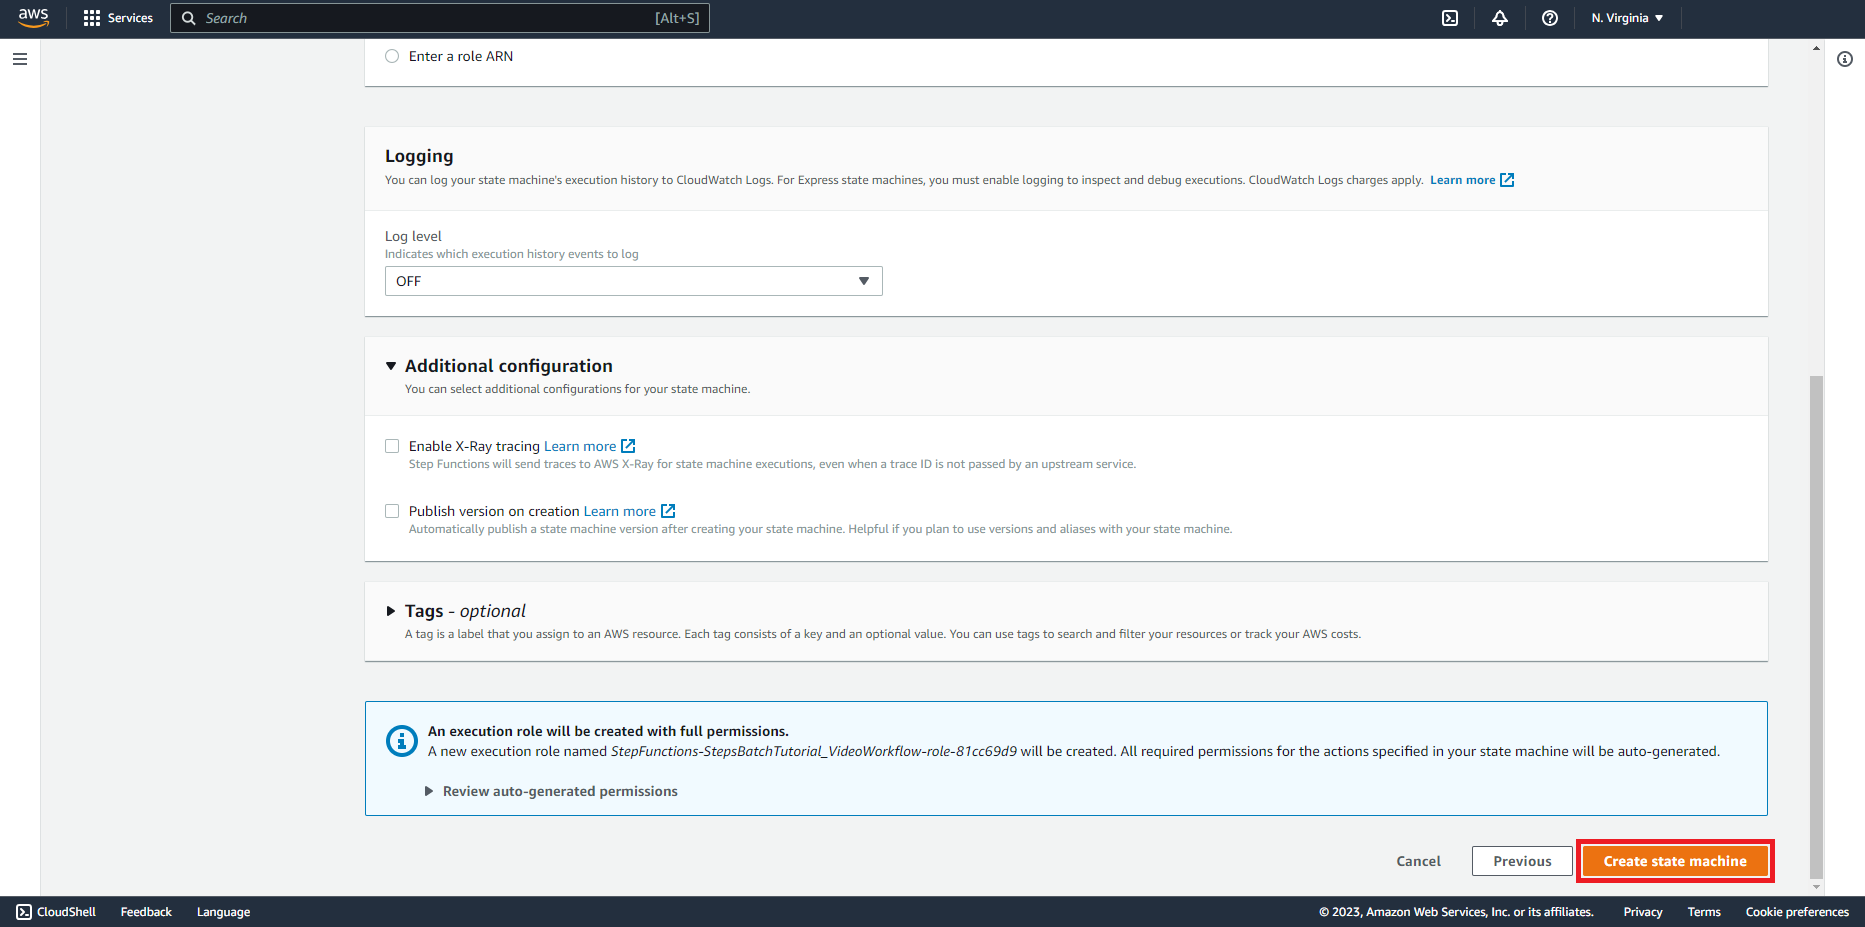 aws Services Search [Alt+S] N. Virginia
Enter a role ARN
Logging
You can log your state machine's execution history to CloudWatch Logs. For Express state machines, you must enable logging to inspect and debug executions. CloudWatch Logs charges apply. Learn more
Log level
Indicates which execution history events to log
OFF
Additional configuration
You can select additional configurations for your state machine.
Enable X-Ray tracing Learn more
Step Functions will send traces to AWS X-Ray for state machine executions, even when a trace ID is not passed by an upstream service.
Publish version on creation Learn more
Automatically publish a state machine version after creating your state machine. Helpful if you plan to use versions and aliases with your state machine.
Tags - optional
A tag is a label that you assign to an AWS resource. Each tag consists of a key and an optional value. You can use tags to search and filter your resources or track your AWS costs.
An execution role will be created with full permissions.
A new execution role named StepFunctions-StepsBatchTutorial_VideoWorkflow-role-81cc69d9 will be created. All required permissions for the actions specified in your state machine will be auto-generated.
Review auto-generated permissions
Cancel Previous Create state machine
CloudShell Feedback Language © 2023, Amazon Web Services, Inc. or its affiliates. Privacy Terms Cookie preferences